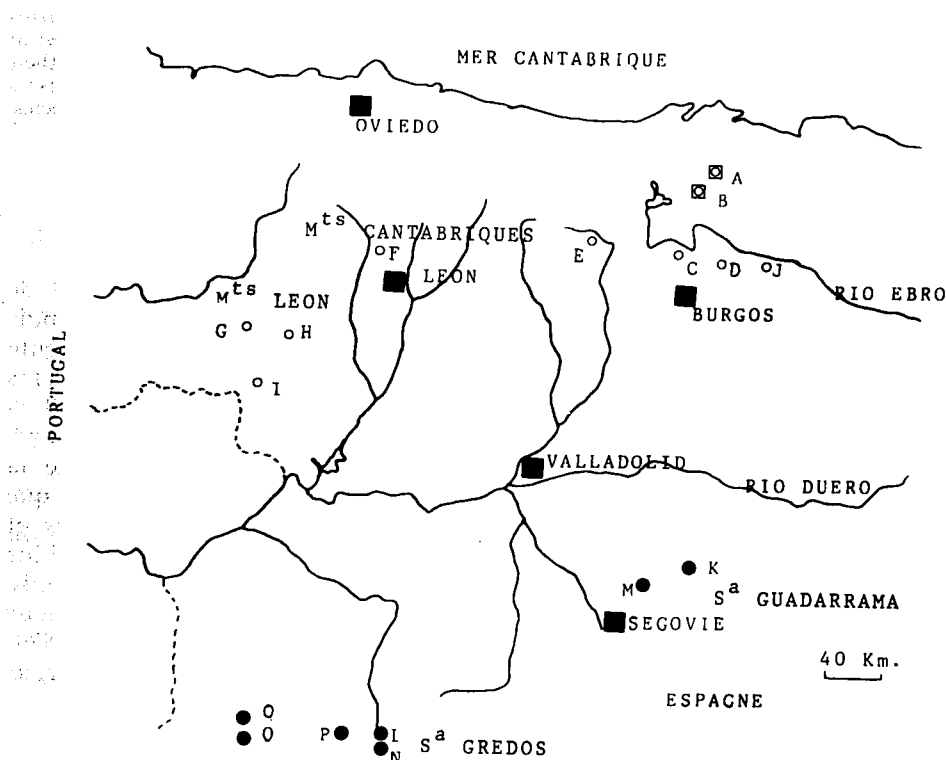 MER CANTABRIQUE
OVIEDO
A
B
Mts CANTABRIQUES
F
E
LEON
C
D
J
RIO EBRO
Mts LEON
BURGOS
G
H
I
PORTUGAL
VALLADOLID
RIO DUERO
K
M
Sa GUADARRAMA
SEGOVIE
40 Km.
ESPAGNE
Q
O
P
L
N
Sa GREDOS